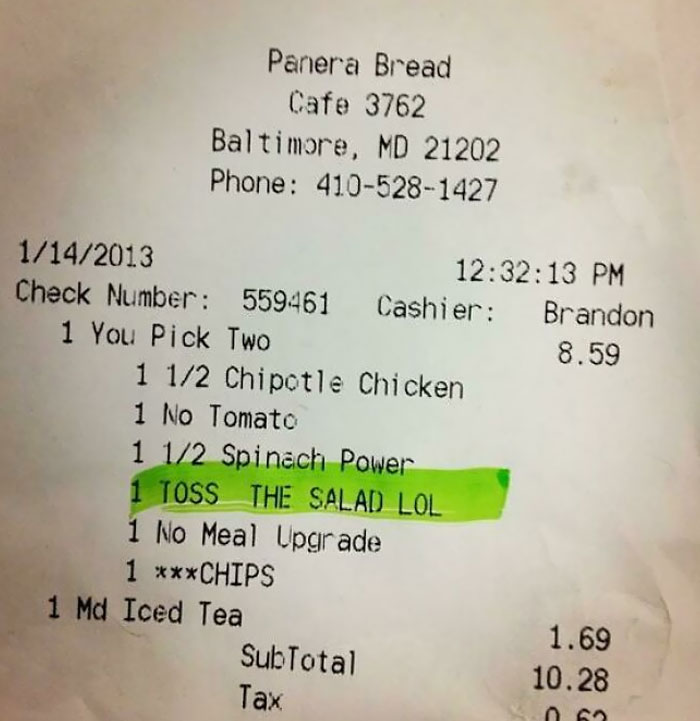 Panera Bread
Cafe 3762
Baltimore, MD 21202
Phone: 410-528-1427
1/14/2013 12:32:13 PM
Check Number: 559461 Cashier: Brandon
1 You Pick Two 8.59
1 1/2 Chipotle Chicken
1 No Tomato
1 1/2 Spinach Power
1 TOSS THE SALAD LOL
1 No Meal Upgrade
1 ***CHIPS
1 Md Iced Tea 1.69
SubTotal 10.28
Tax 0.62